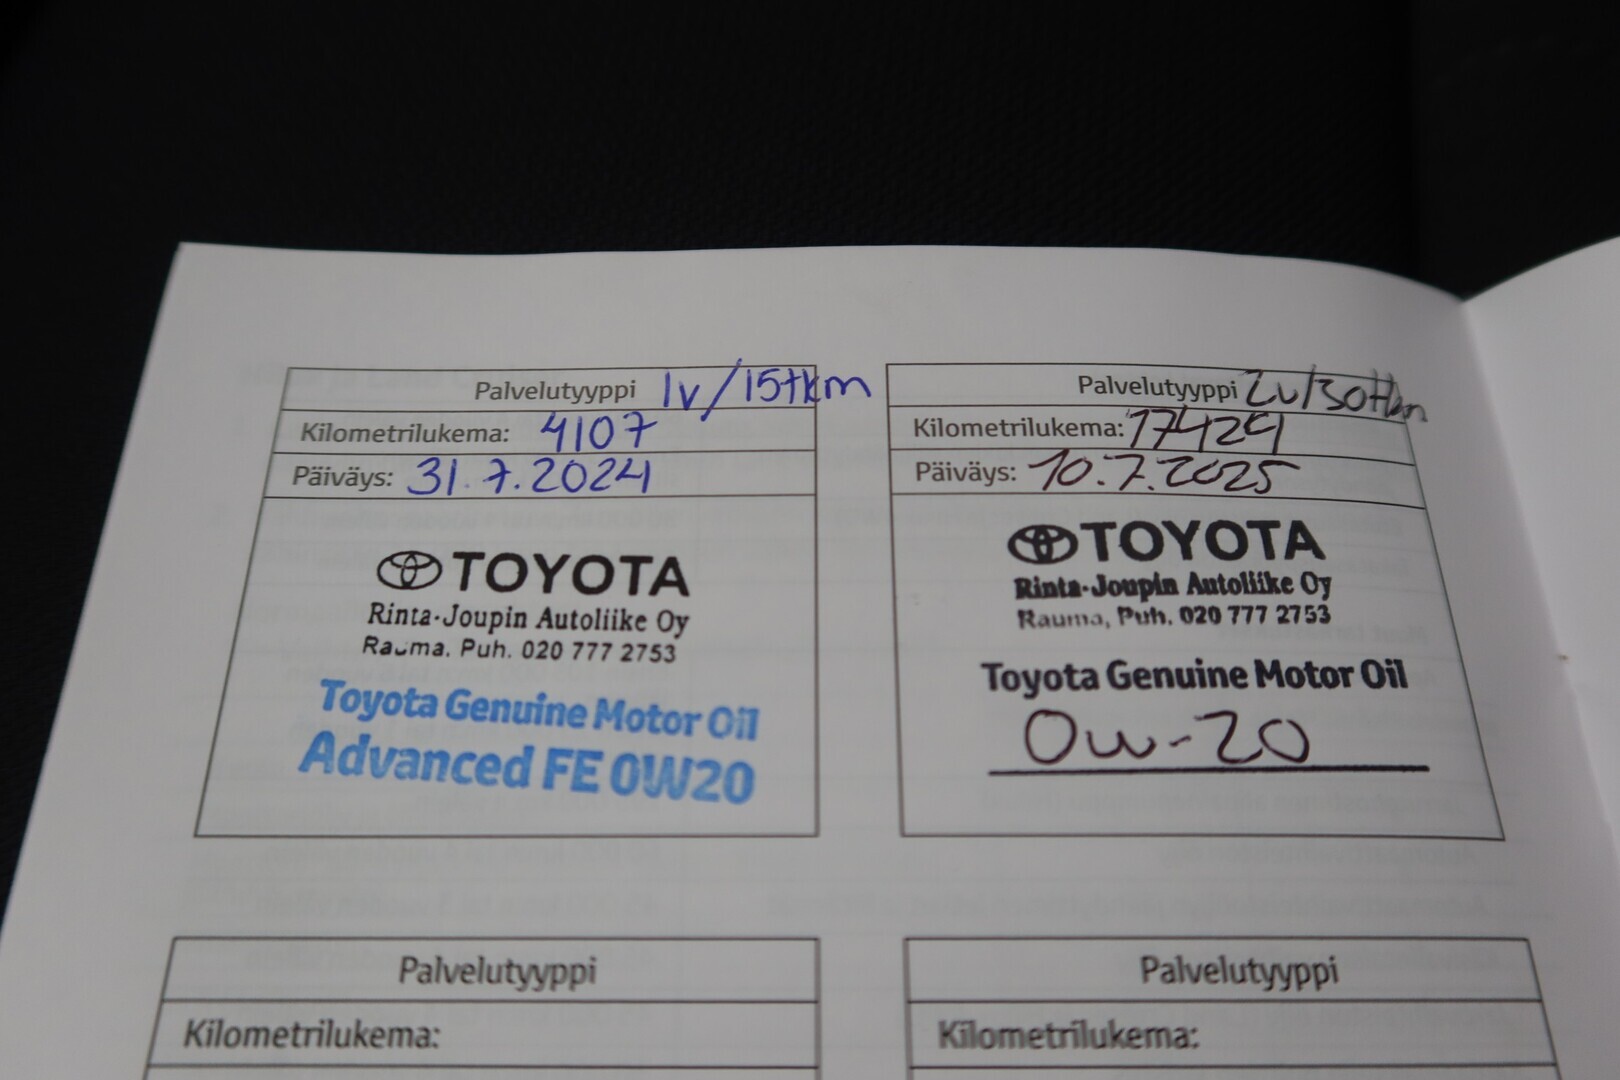 Palvelutyyppi 1v/15tkm
Kilometrilukema: 4107
Päiväys: 31.7.2024
TOYOTA
Rinta-Joupin Autoliike Oy
Rauma. Puh. 020 777 2753
Toyota Genuine Motor Oil
Advanced FE 0W20
Palvelutyyppi 2v/30tkm
Kilometrilukema: 17429
Päiväys: 10.7.2025
TOYOTA
Rinta-Joupin Autoliike Oy
Rauma, Puh. 020 777 2753
Toyota Genuine Motor Oil
0w-20
Palvelutyyppi
Kilometrilukema:
Palvelutyyppi
Kilometrilukema: